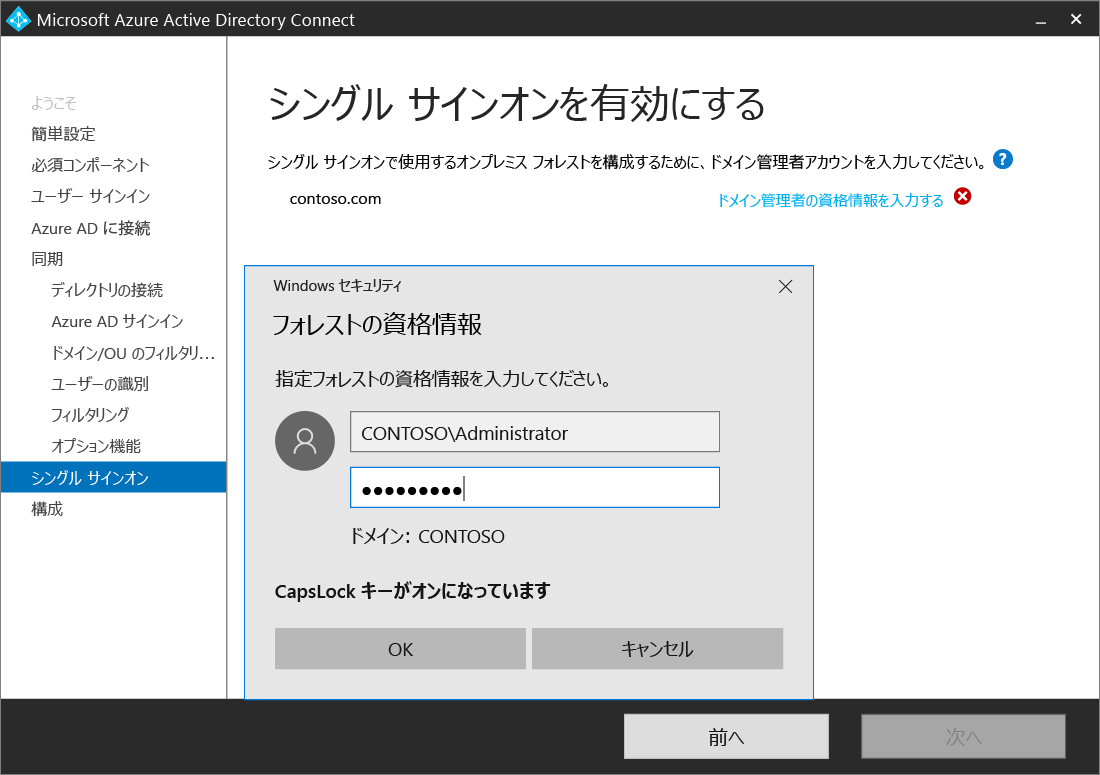 Microsoft Azure Active Directory Connect
ようこそ
簡単設定
必須コンポーネント
ユーザー サインイン
Azure AD に接続
同期
ディレクトリの接続
Azure AD サインイン
ドメイン/OU のフィルタリ...
ユーザーの識別
フィルタリング
オプション機能
シングル サインオン
構成
シングル サインオンを有効にする
シングル サインオンで使用するオンプレミス フォレストを構成するために、ドメイン管理者アカウントを入力してください。 ?
contoso.com ドメイン管理者の資格情報を入力する
Windows セキュリティ
フォレストの資格情報
指定フォレストの資格情報を入力してください。
CONTOSO\Administrator
●●●●●●●●●
ドメイン: CONTOSO
CapsLock キーがオンになっています
OK キャンセル
前へ 次へ